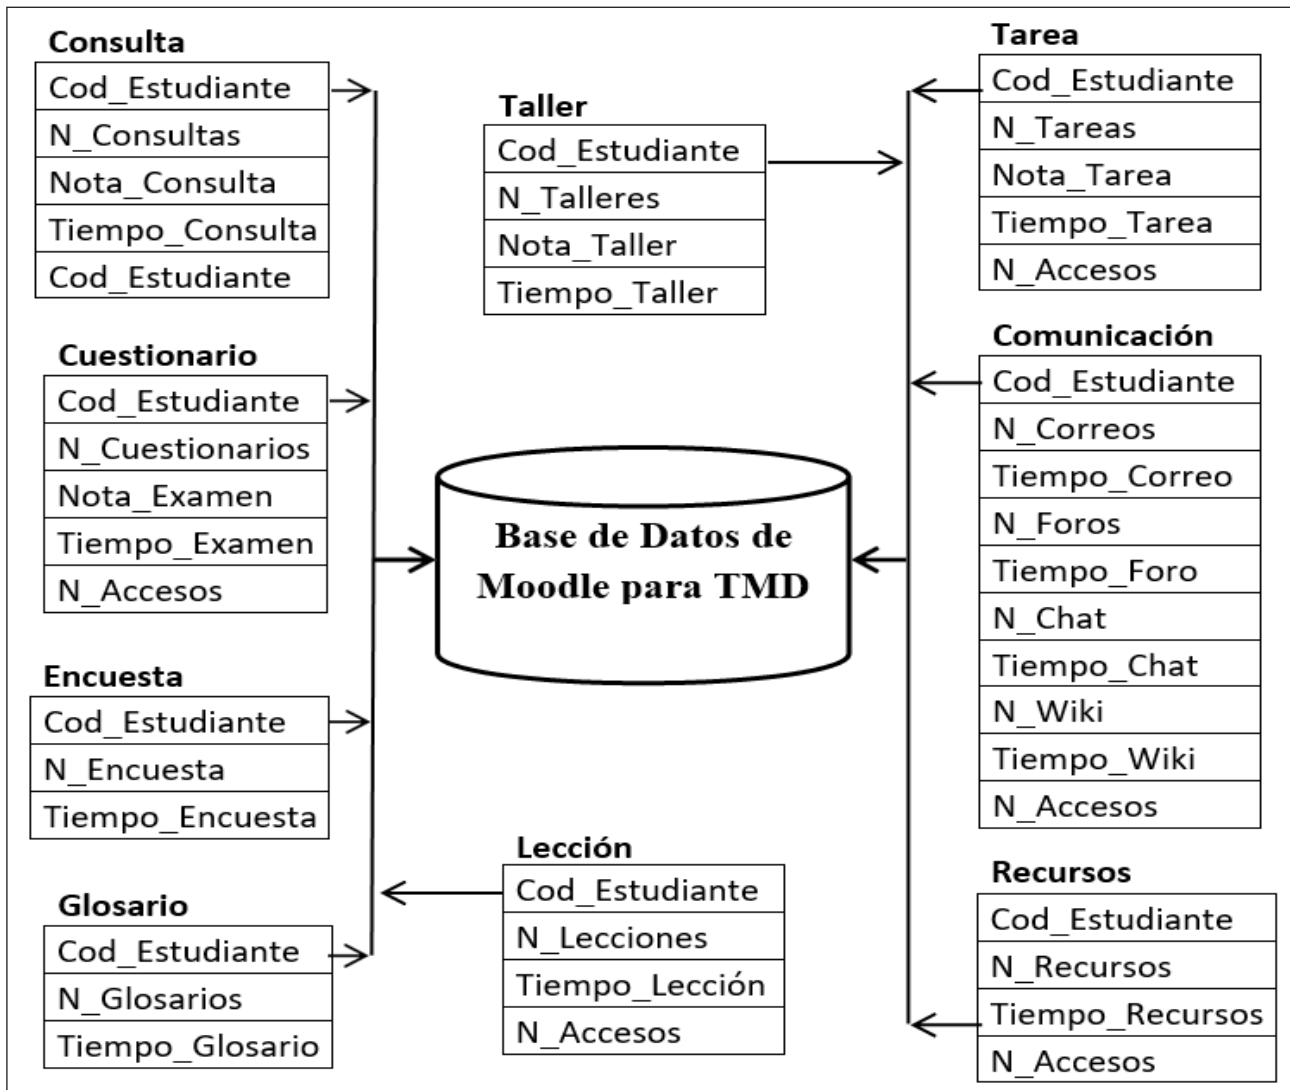 Consulta
Cod_Estudiante
N_Consultas
Nota_Consulta
Tiempo_Consulta
Cod_Estudiante
Cuestionario
Cod_Estudiante
N_Cuestionarios
Nota_Examen
Tiempo_Examen
N_Accesos
Encuesta
Cod_Estudiante
N_Encuesta
Tiempo_Encuesta
Glosario
Cod_Estudiante
N_Glosarios
Tiempo_Glosario
Taller
Cod_Estudiante
N_Talleres
Nota_Taller
Tiempo_Taller
Base de Datos de
Moodle para TMD
Lección
Cod_Estudiante
N_Lecciones
Tiempo_Lección
N_Accesos
Tarea
Cod_Estudiante
N_Tareas
Nota_Tarea
Tiempo_Tarea
N_Accesos
Comunicación
Cod_Estudiante
N_Correos
Tiempo_Correo
N_Foros
Tiempo_Foro
N_Chat
Tiempo_Chat
N_Wiki
Tiempo_Wiki
N_Accesos
Recursos
Cod_Estudiante
N_Recursos
Tiempo_Recursos
N_Accesos